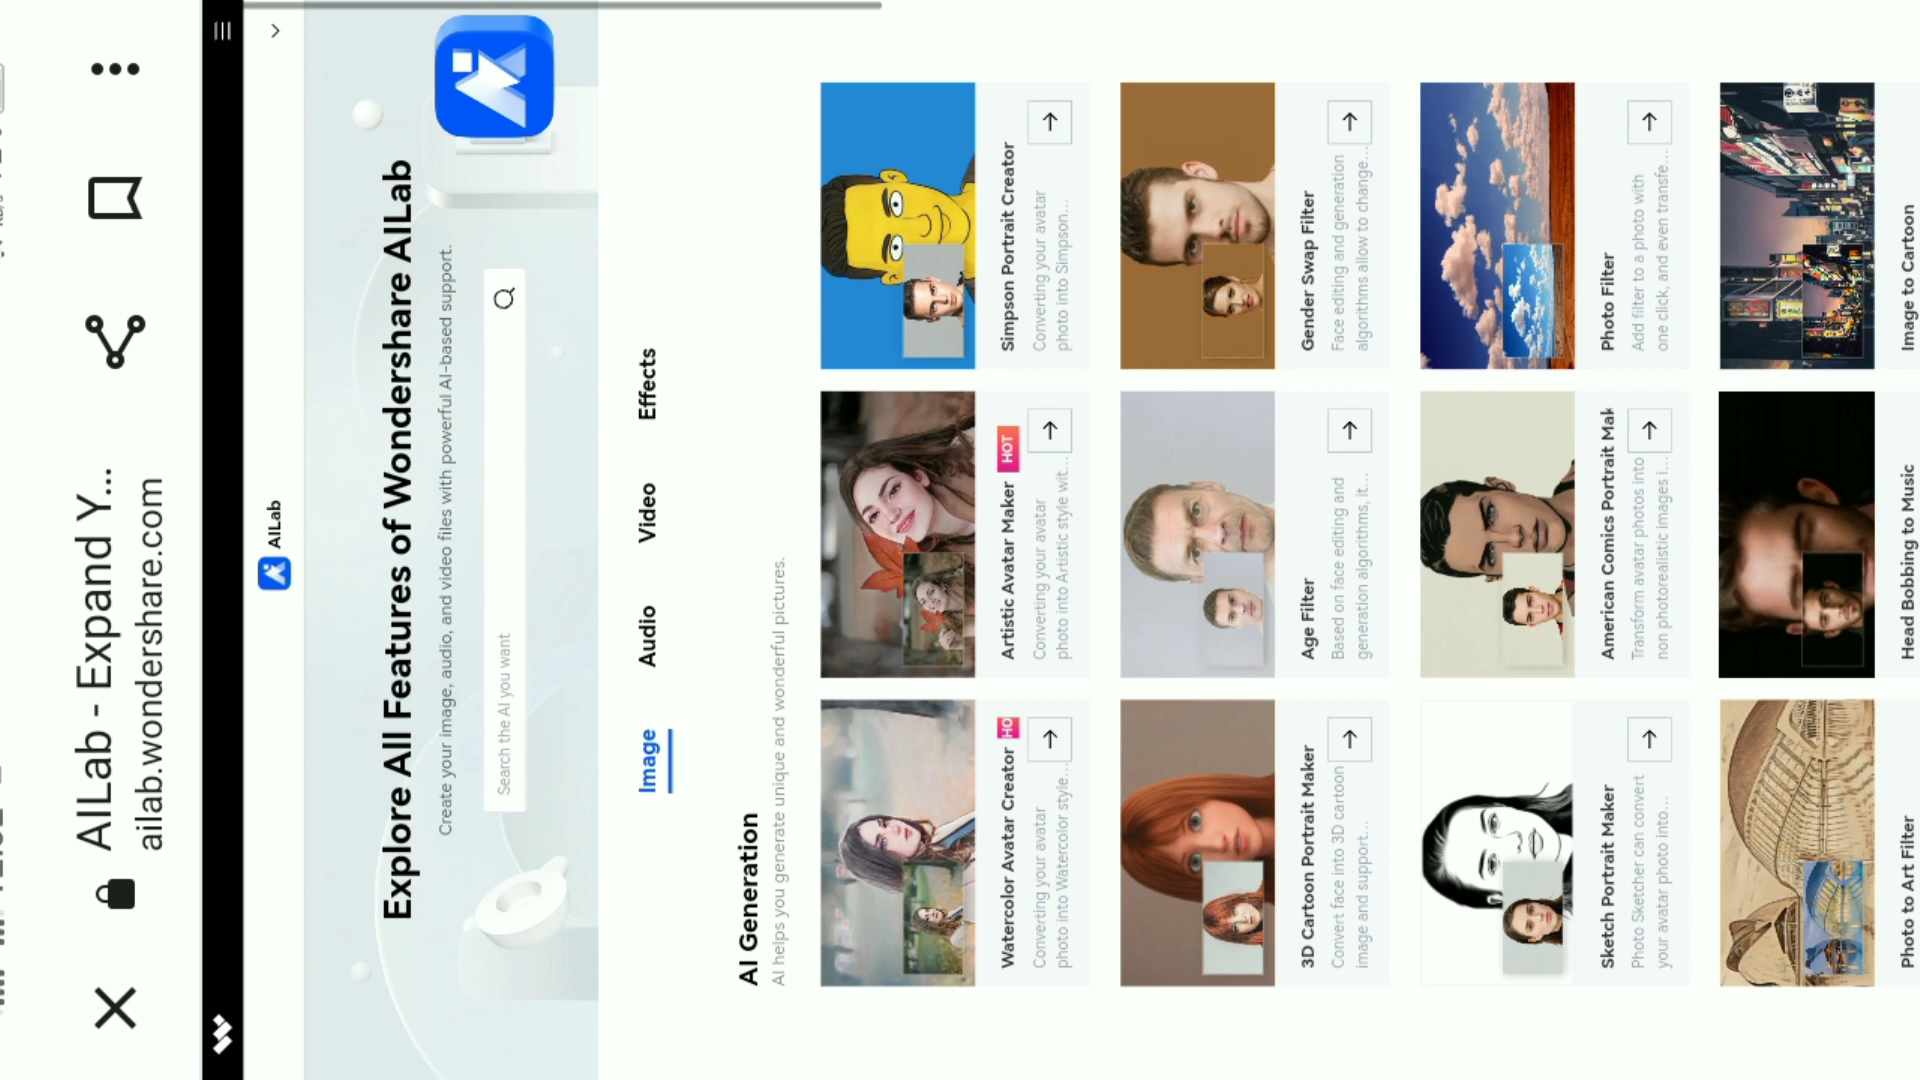 AILab - Expand Y...
ailab.wondershare.com
AILab
Explore All Features of Wondershare AILab
Create your image, audio, and video files with powerful AI-based support.
Search the AI you want
Image Audio Video Effects
AI Generation
AI helps you generate unique and wonderful pictures.
Watercolor Avatar Creator HO
Converting your avatar
photo into Watercolor style...
Artistic Avatar Maker HOT
Converting your avatar
photo into Artistic style wit...
Simpson Portrait Creator
Converting your avatar
photo into Simpson...
3D Cartoon Portrait Maker
Convert face into 3D cartoon
image and support...
Age Filter
Based on face editing and
generation algorithms, it...
Gender Swap Filter
Face editing and generation
algorithms allow to change...
Sketch Portrait Maker
Photo Sketcher can convert
your avatar photo into...
American Comics Portrait Mak
Transform avatar photos into
non photorealistic images i...
Photo Filter
Add filter to a photo with
one click, and even transfe...
Photo to Art Filter
Head Bobbing to Music
Image to Cartoon